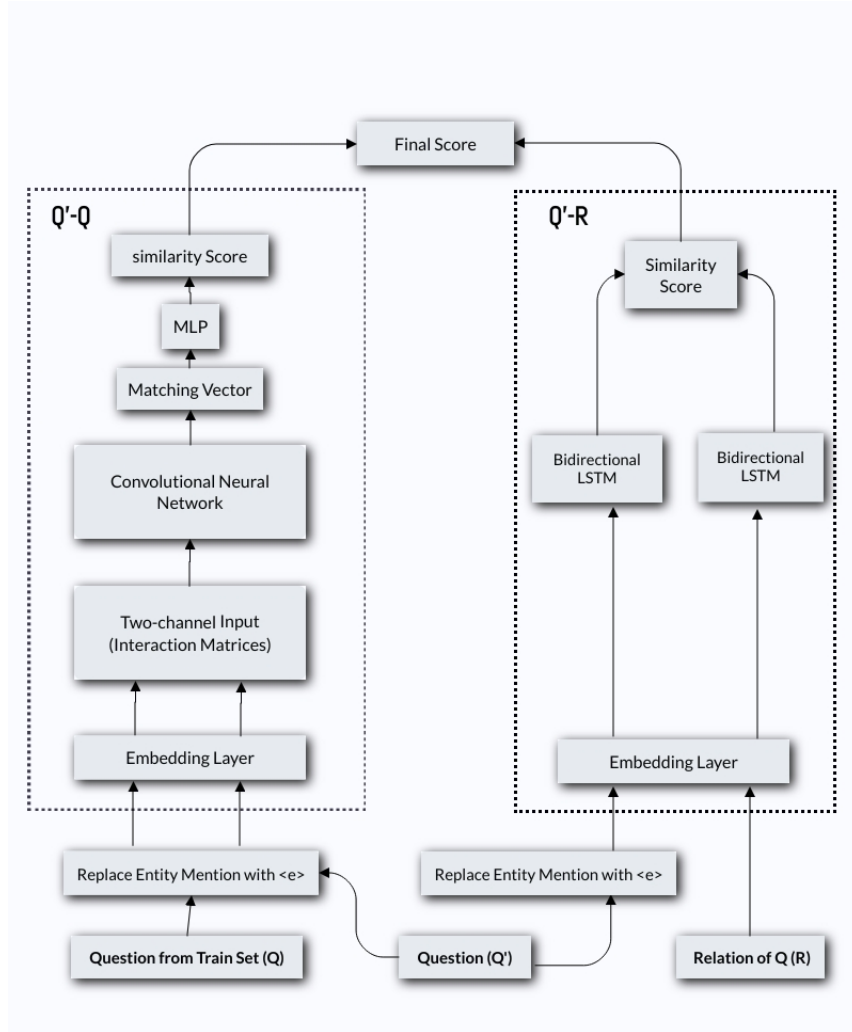 Final Score
Q'-Q
similarity Score
MLP
Matching Vector
Convolutional Neural
Network
Two-channel Input
(Interaction Matrices)
Embedding Layer
Q'-R
Similarity
Score
Bidirectional
LSTM
Bidirectional
LSTM
Embedding Layer
Replace Entity Mention with <e>
Replace Entity Mention with <e>
Question from Train Set (Q)
Question (Q')
Relation of Q (R)